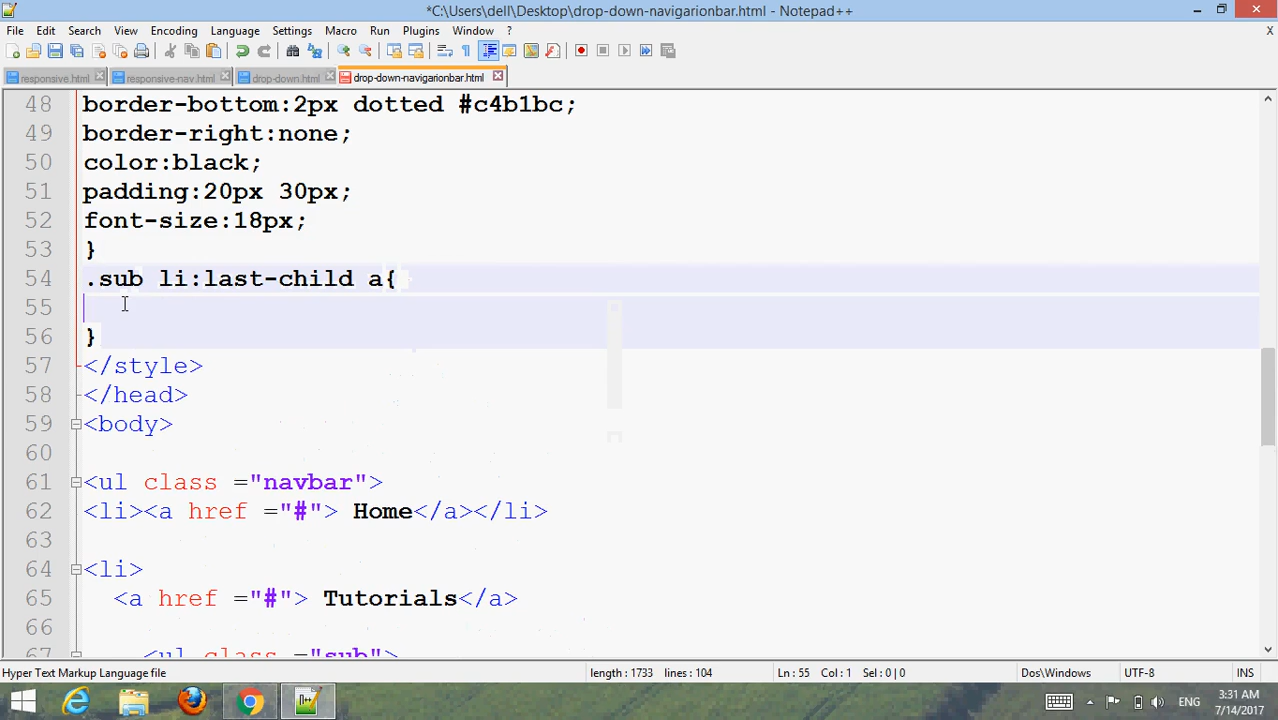 *C:\Users\dell\Desktop\drop-down-navigarionbar.html - Notepad++
File Edit Search View Encoding Language Settings Macro Run Plugins Window ? X
responsive.html responsive-nav.html drop-down.html drop-down-navigarionbar.html
48 border-bottom:2px dotted #c4b1bc;
49 border-right:none;
50 color:black;
51 padding:20px 30px;
52 font-size:18px;
53 }
54 .sub li:last-child a{
55
56 }
57 </style>
58 </head>
59 <body>
60
61 <ul class ="navbar">
62 <li><a href ="#"> Home</a></li>
63
64 <li>
65 <a href ="#"> Tutorials</a>
66
67 <ul class ="sub">
Hyper Text Markup Language file length : 1733 lines : 104 Ln : 55 Col : 1 Sel : 0 | 0 Dos\Windows UTF-8 INS
ENG 3:31 AM
7/14/2017